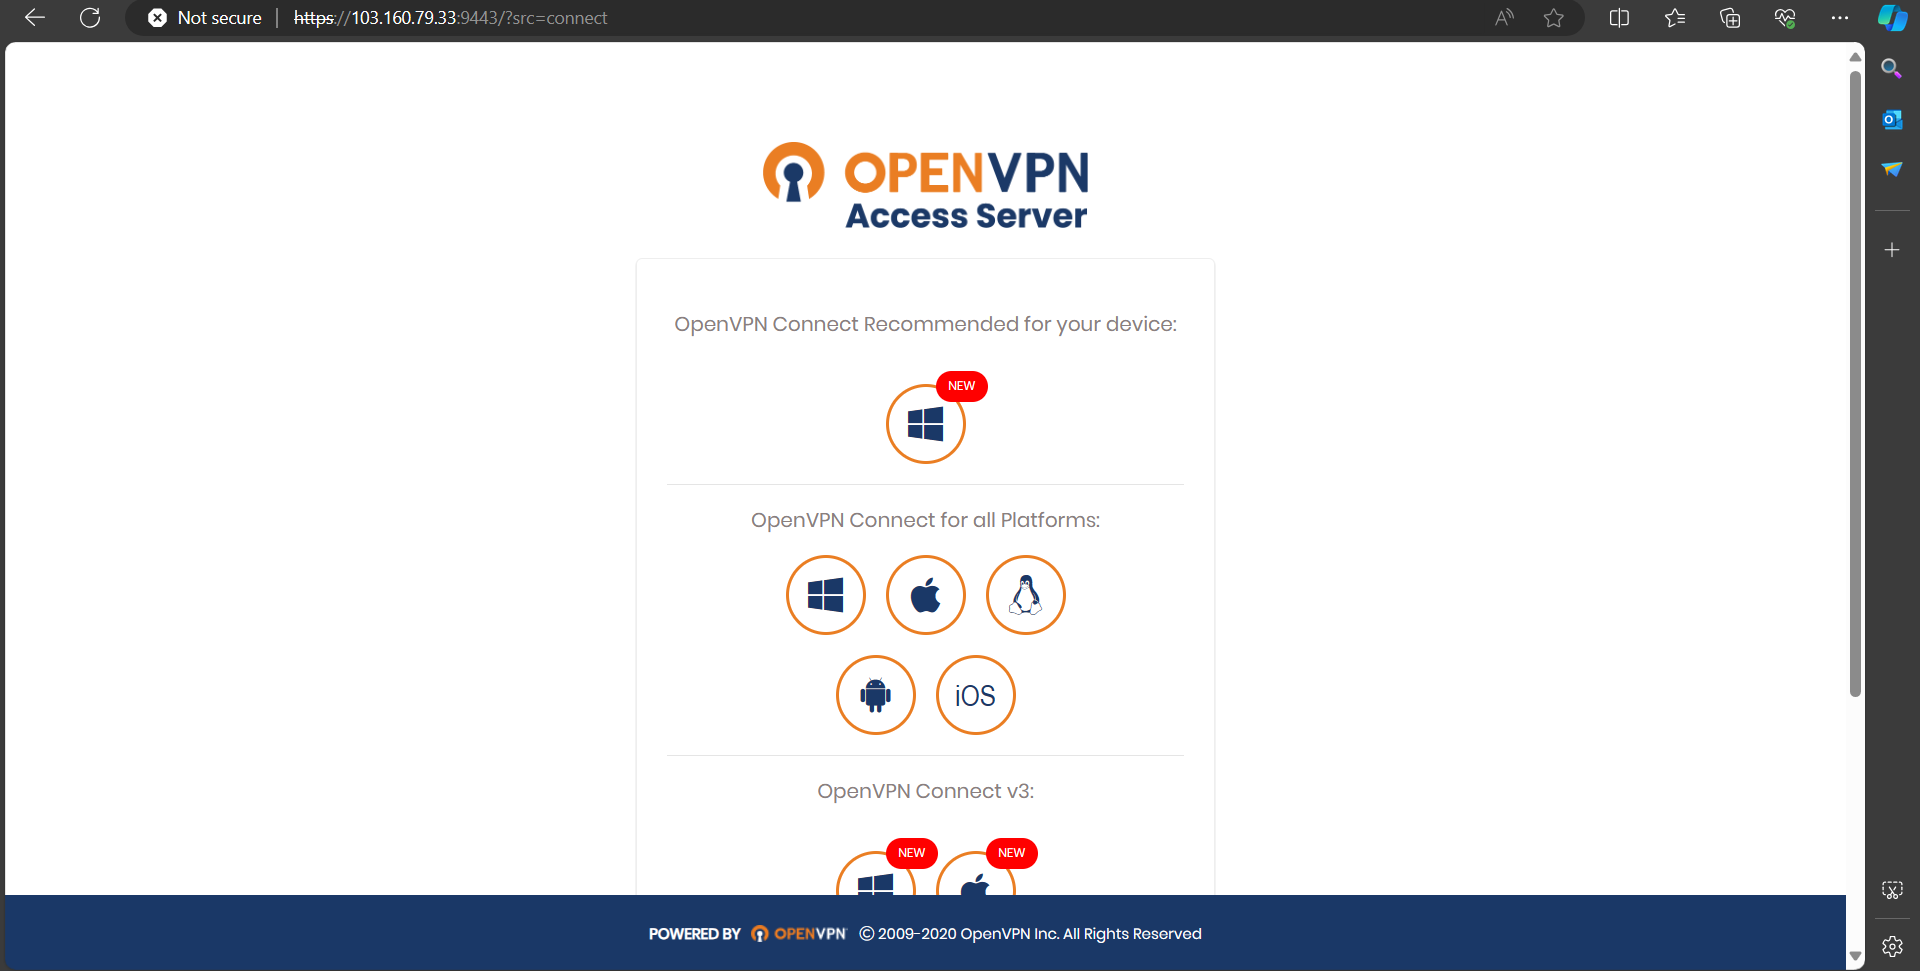 Not secure | https://103.160.79.33:9443/?src=connect
OPENVPN
Access Server
OpenVPN Connect Recommended for your device:
NEW
OpenVPN Connect for all Platforms:
iOS
OpenVPN Connect v3:
NEW NEW
POWERED BY OPENVPN © 2009-2020 OpenVPN Inc. All Rights Reserved